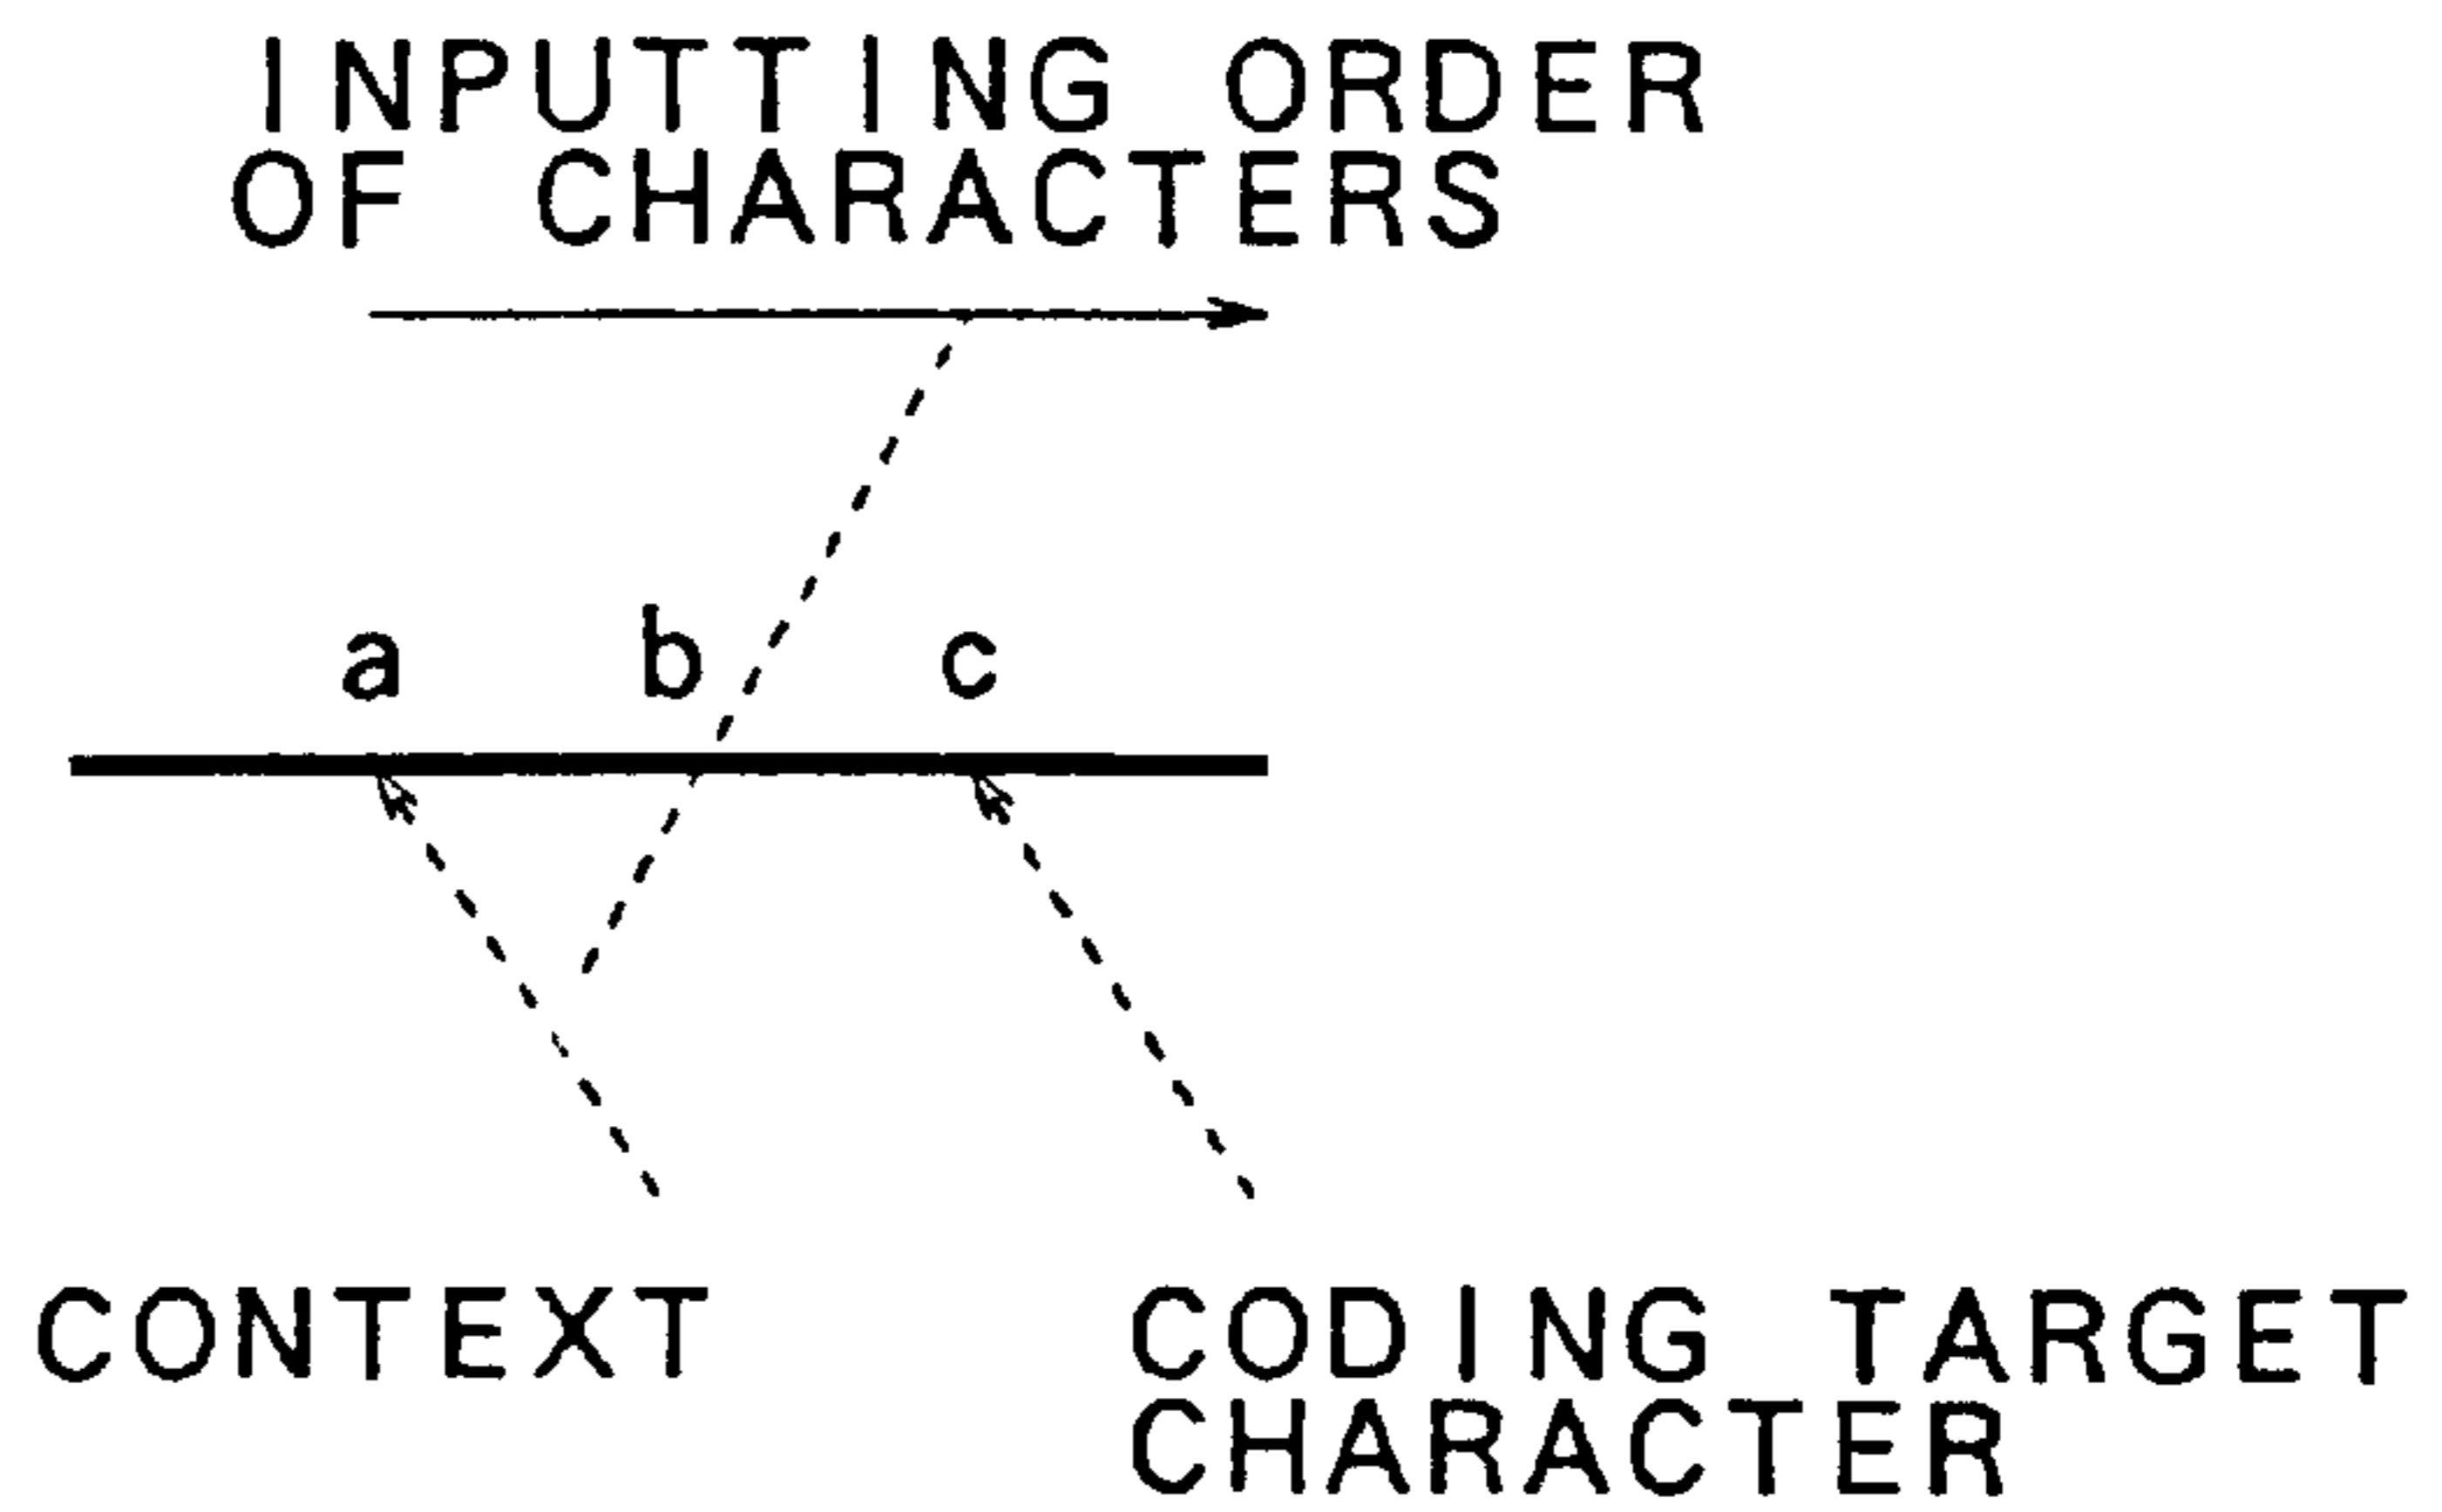 INPUTTING ORDER
OF CHARACTERS
a b c
CONTEXT
CODING TARGET
CHARACTER